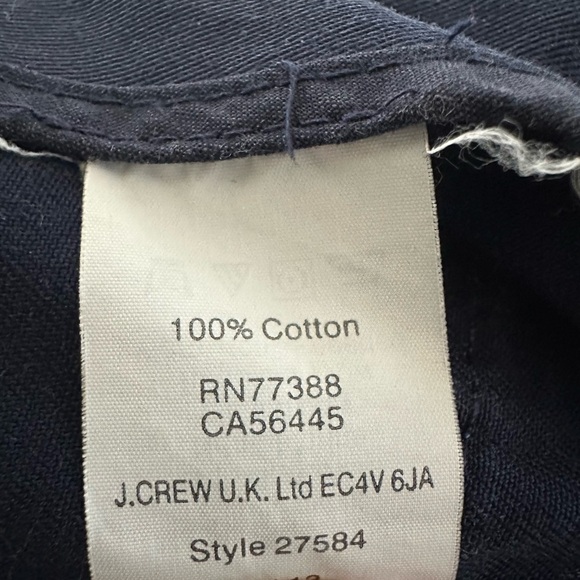 100% Cotton
RN77388
CA56445
J.CREW U.K. Ltd EC4V 6JA
Style 27584